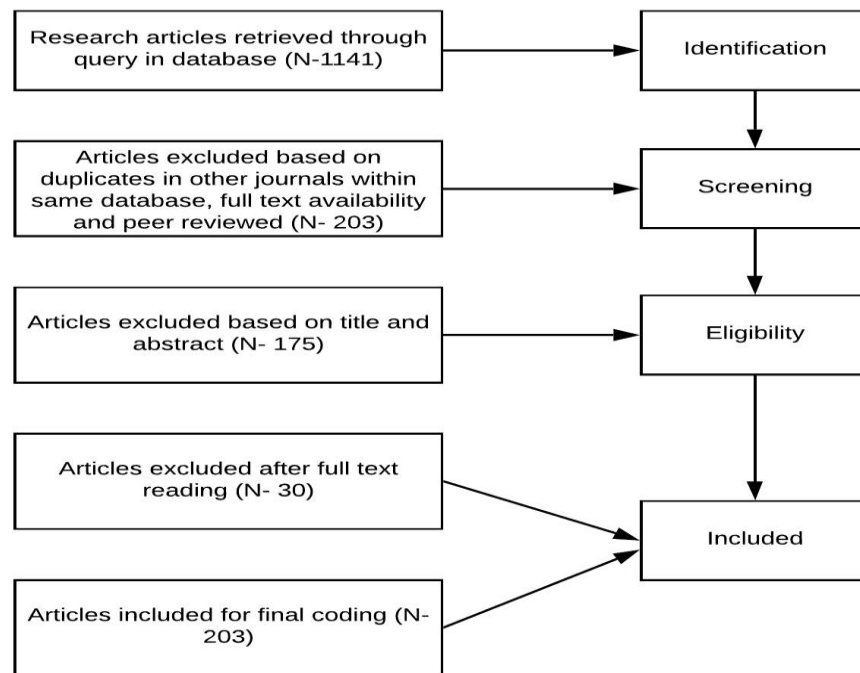 Research articles retrieved through
query in database (N-1141)
Identification
Articles excluded based on
duplicates in other journals within
same database, full text availability
and peer reviewed (N- 203)
Screening
Articles excluded based on title and
abstract (N- 175)
Eligibility
Articles excluded after full text
reading (N- 30)
Included
Articles included for final coding (N-
203)